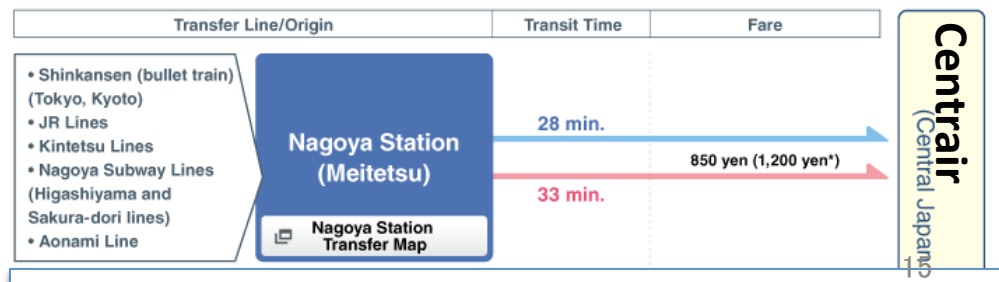 Transfer Line/Origin
Transit Time
Fare
• Shinkansen (bullet train)
(Tokyo, Kyoto)
• JR Lines
• Kintetsu Lines
• Nagoya Subway Lines
(Higashiyama and
Sakura-dori lines)
• Aonami Line
Nagoya Station
(Meitetsu)
Nagoya Station
Transfer Map
28 min.
850 yen (1,200 yen*)
33 min.
Centrair
(Central Japan
15